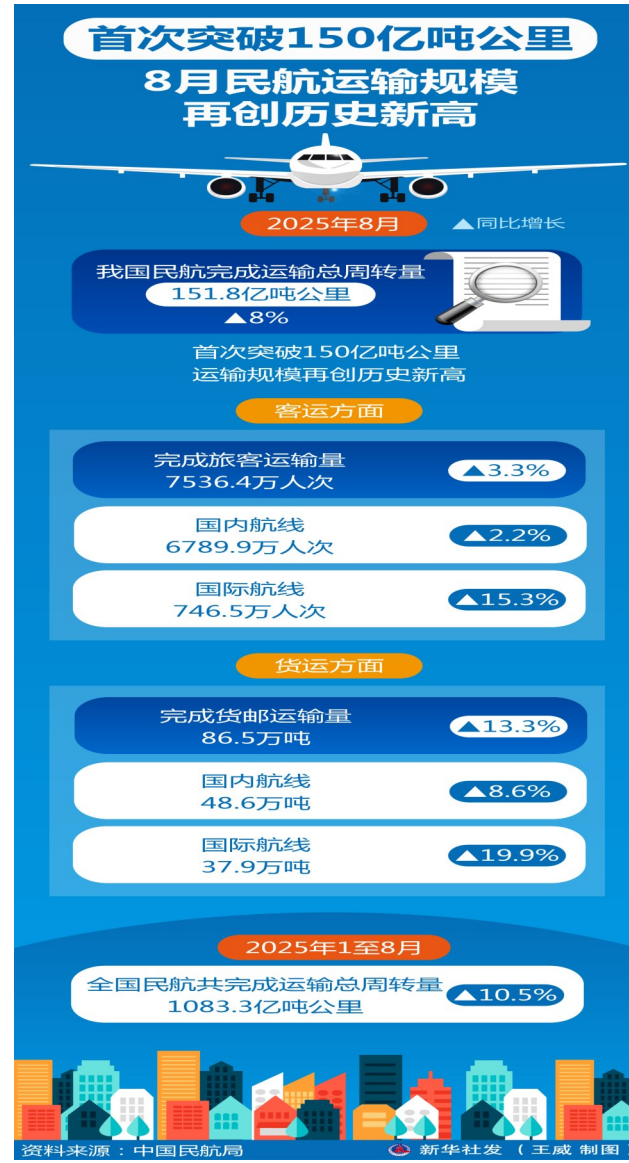 首次突破150亿吨公里
8月民航运输规模
再创历史新高
2025年8月 ▲同比增长
我国民航完成运输总周转量
151.8亿吨公里
▲8%
首次突破150亿吨公里
运输规模再创历史新高
客运方面
完成旅客运输量
7536.4万人次
▲3.3%
国内航线
6789.9万人次
▲2.2%
国际航线
746.5万人次
▲15.3%
货运方面
完成货邮运输量
86.5万吨
▲13.3%
国内航线
48.6万吨
▲8.6%
国际航线
37.9万吨
▲19.9%
2025年1至8月
全国民航共完成运输总周转量
1083.3亿吨公里
▲10.5%
资料来源：中国民航局 新华社发（王威 制图）